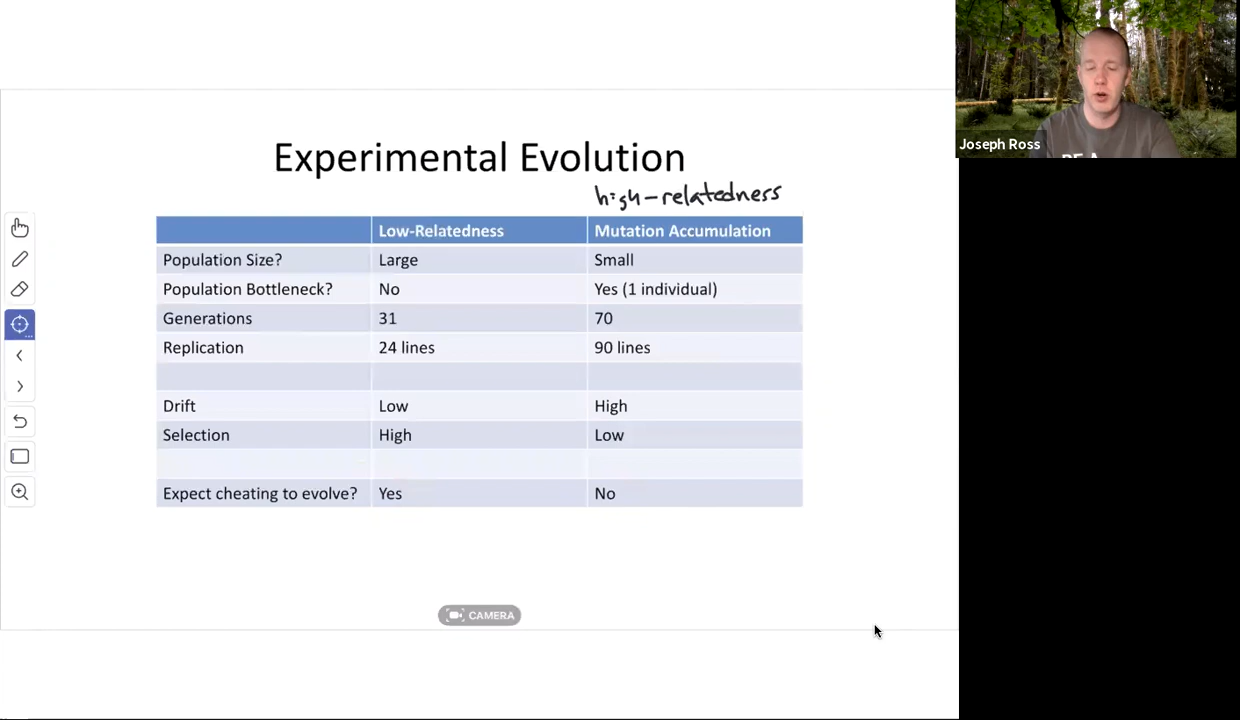 Joseph Ross
BE A
Experimental Evolution
high-relatedness
Low-Relatedness Mutation Accumulation
Population Size? Large Small
Population Bottleneck? No Yes (1 individual)
Generations 31 70
Replication 24 lines 90 lines
Drift Low High
Selection High Low
Expect cheating to evolve? Yes No
CAMERA